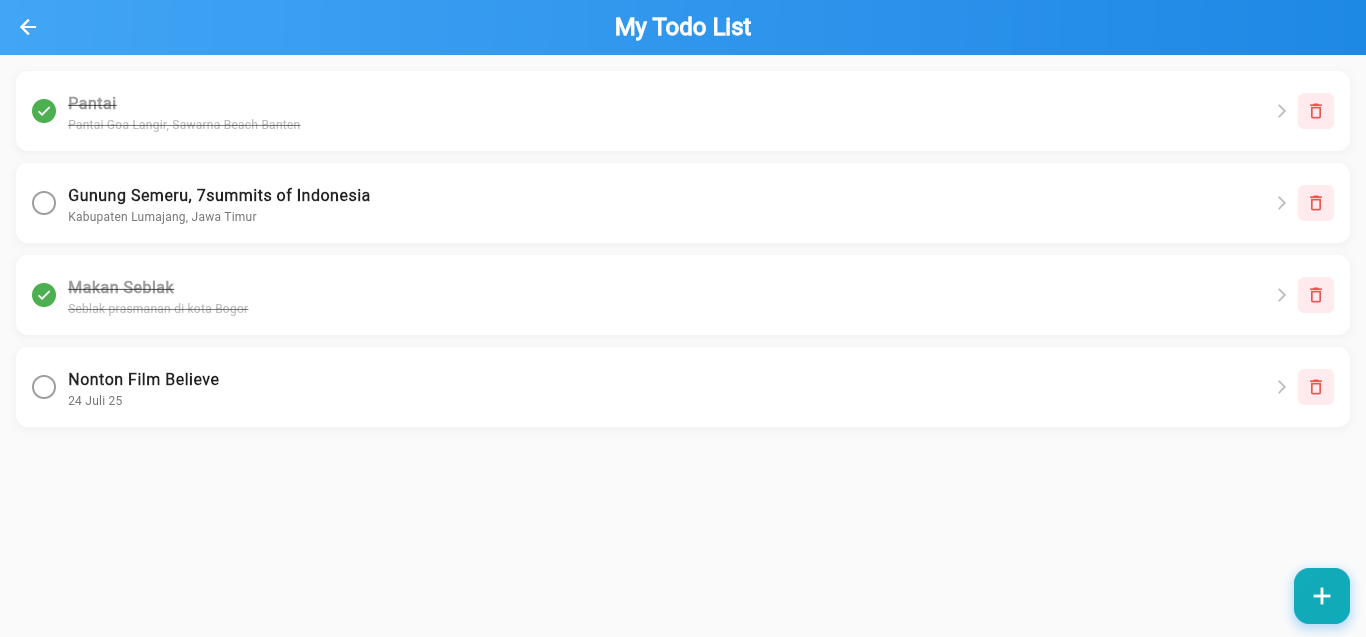 My Todo List
Pantai
Pantai Goa Langir, Sawarna Beach Banten
Gunung Semeru, 7summits of Indonesia
Kabupaten Lumajang, Jawa Timur
Makan Seblak
Seblak prasmanan di kota Bogor
Nonton Film Believe
24 Juli 25